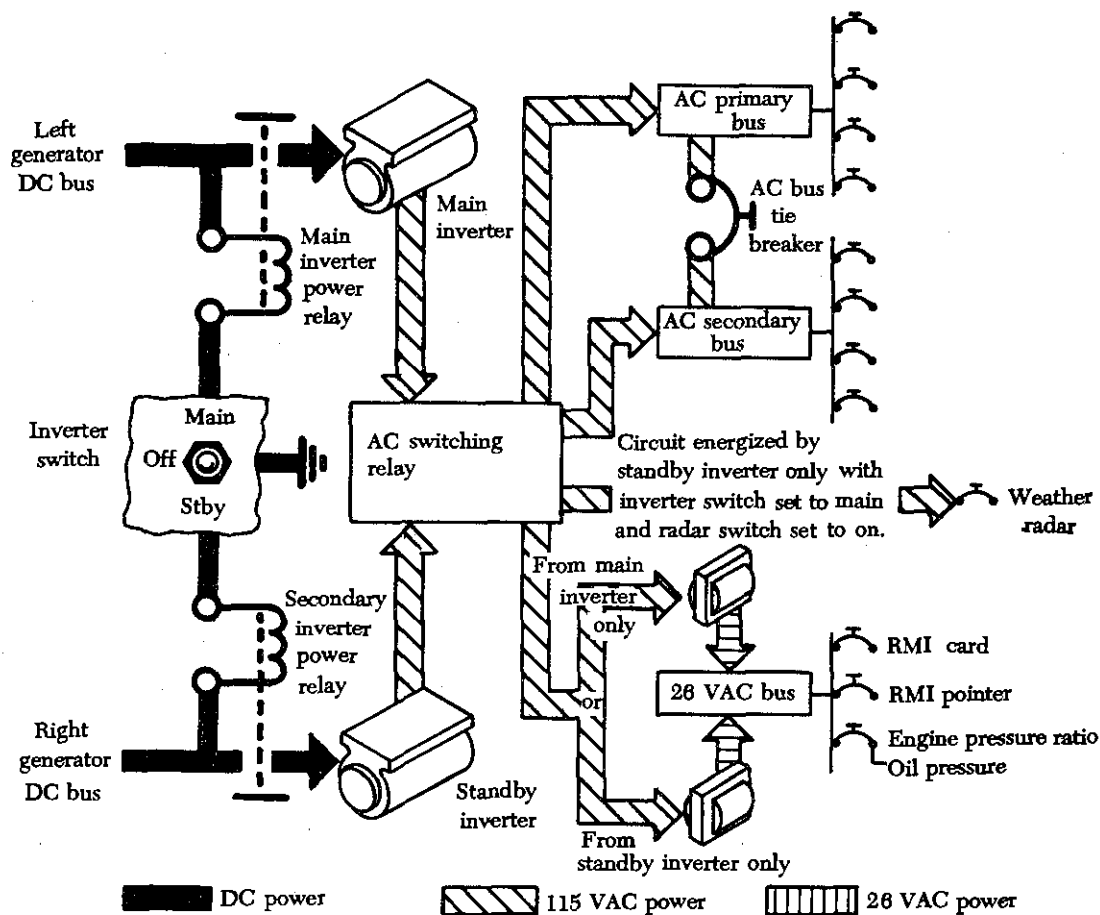 Left
generator
DC bus
Main
inverter
power
relay
Main
inverter
AC primary
bus
AC bus
tie
breaker
AC secondary
bus
Inverter
switch
Main
Off
Stby
AC switching
relay
Circuit energized by
standby inverter only with
inverter switch set to main
and radar switch set to on.
Weather
radar
Secondary
inverter
power
relay
Right
generator
DC bus
Standby
inverter
From main
inverter
only
or
26 VAC bus
From
standby inverter only
RMI card
RMI pointer
Engine pressure ratio
Oil pressure
DC power
115 VAC power
26 VAC power